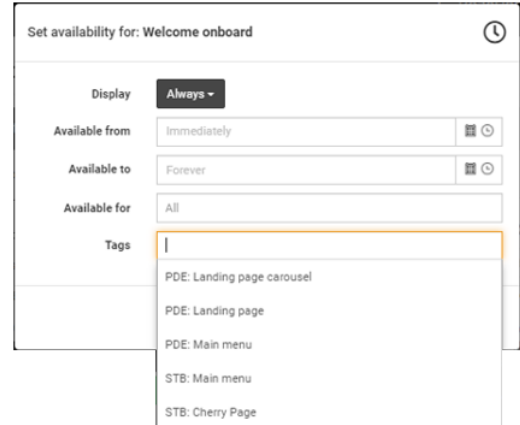 Set availability for: Welcome onboard
Display Always
Available from Immediately
Available to Forever
Available for All
Tags
PDE: Landing page carousel
PDE: Landing page
PDE: Main menu
STB: Main menu
STB: Cherry Page